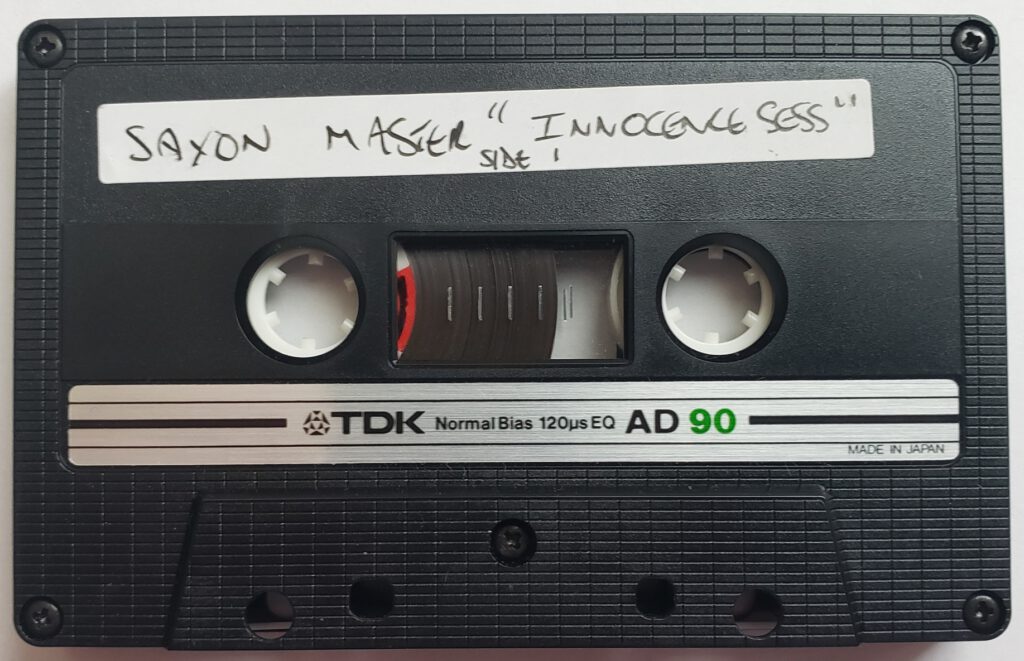 SAXON MASTER "INNOCENCE SESS"
SIDE 1
TDK Normal Bias 120µs EQ AD 90
MADE IN JAPAN